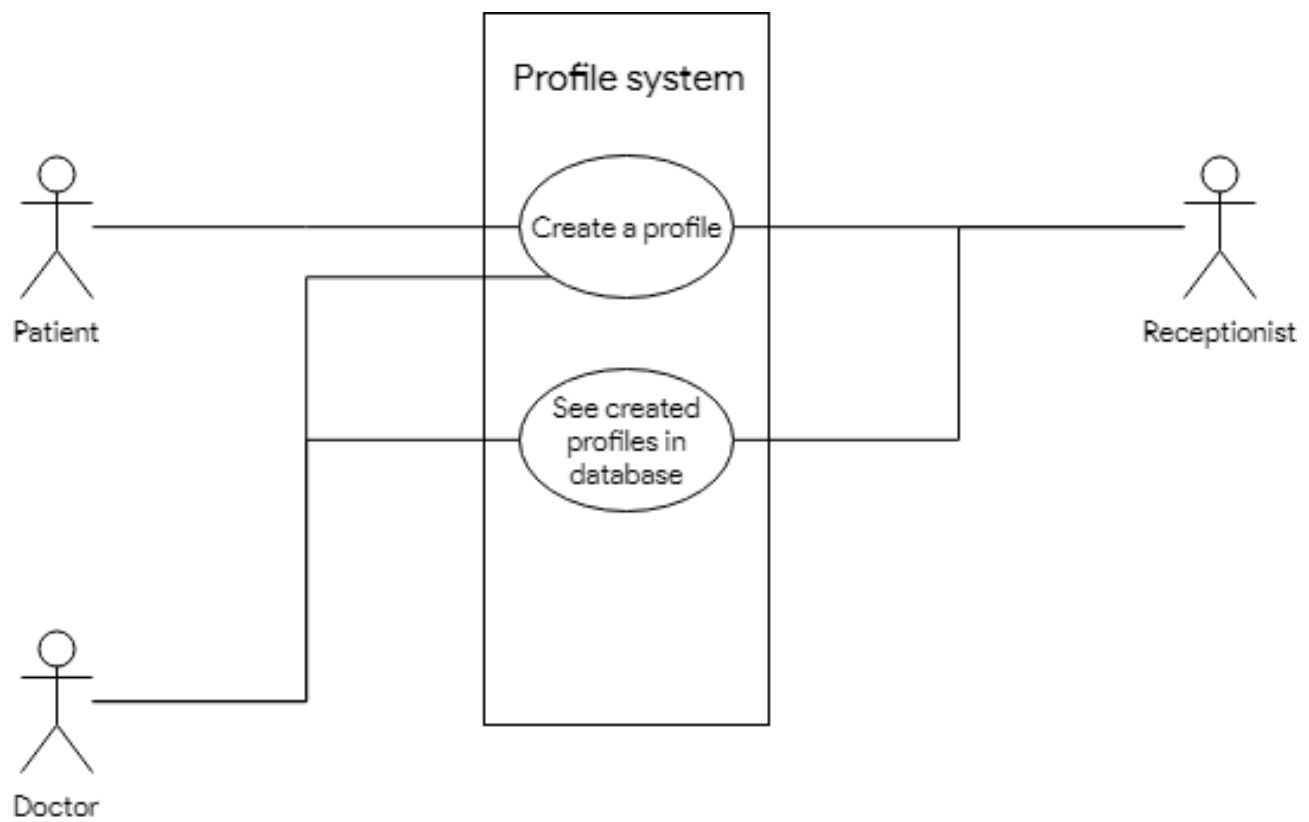 Profile system
Create a profile
Patient
Receptionist
See created
profiles in
database
Doctor